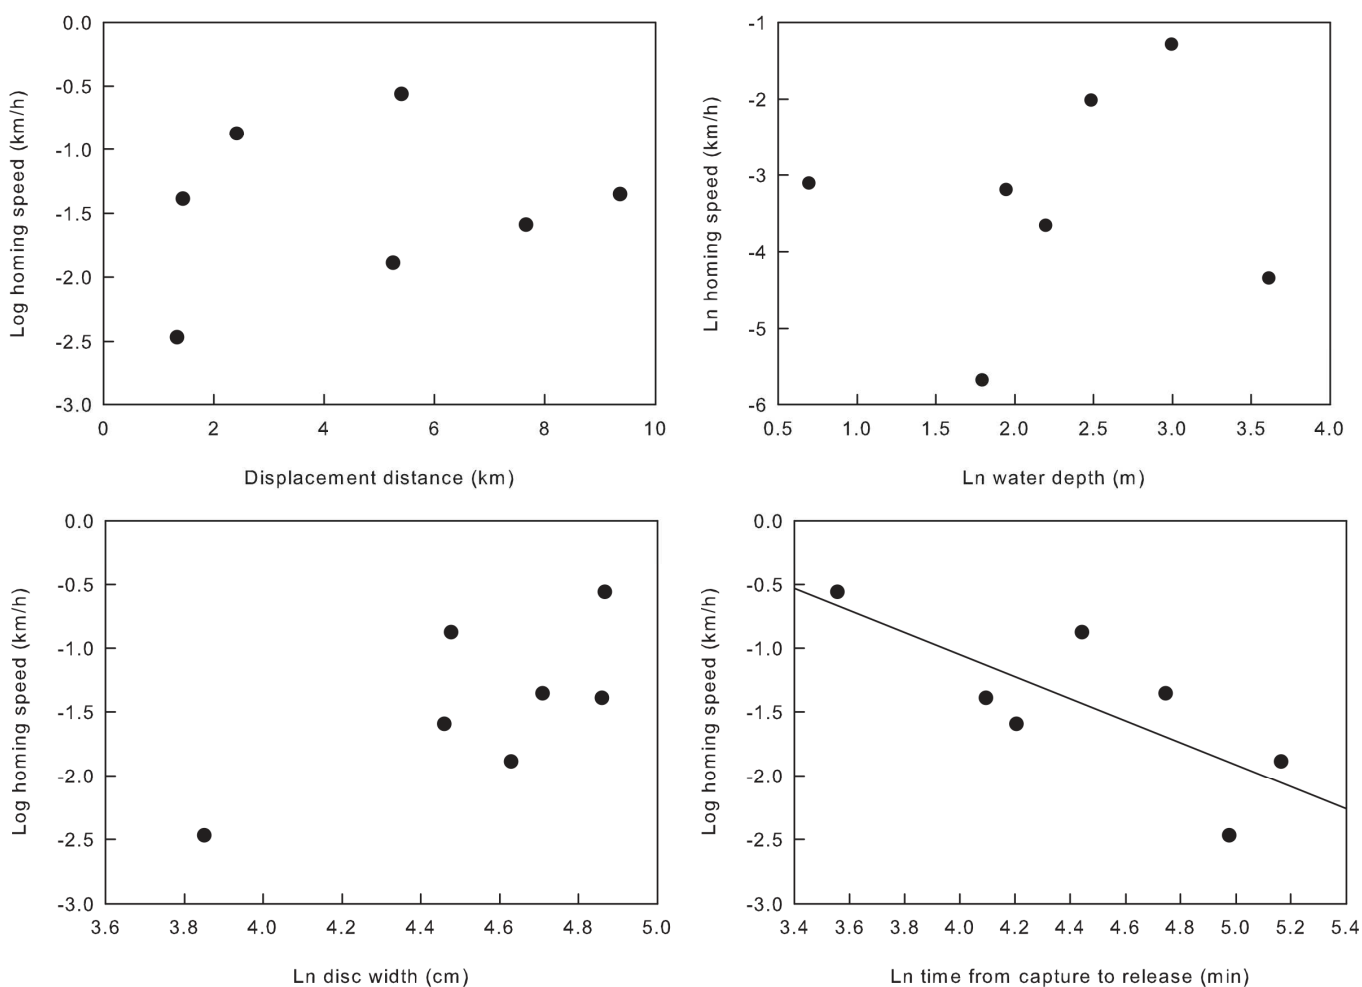 0.0
-0.5
-1.0
-1.5
-2.0
-2.5
-3.0
Log homing speed (km/h)
0 2 4 6 8 10
Displacement distance (km)
-1
-2
-3
-4
-5
-6
Ln homing speed (km/h)
0.5 1.0 1.5 2.0 2.5 3.0 3.5 4.0
Ln water depth (m)
0.0
-0.5
-1.0
-1.5
-2.0
-2.5
-3.0
Log homing speed (km/h)
3.6 3.8 4.0 4.2 4.4 4.6 4.8 5.0
Ln disc width (cm)
0.0
-0.5
-1.0
-1.5
-2.0
-2.5
-3.0
Log homing speed (km/h)
3.4 3.6 3.8 4.0 4.2 4.4 4.6 4.8 5.0 5.2 5.4
Ln time from capture to release (min)